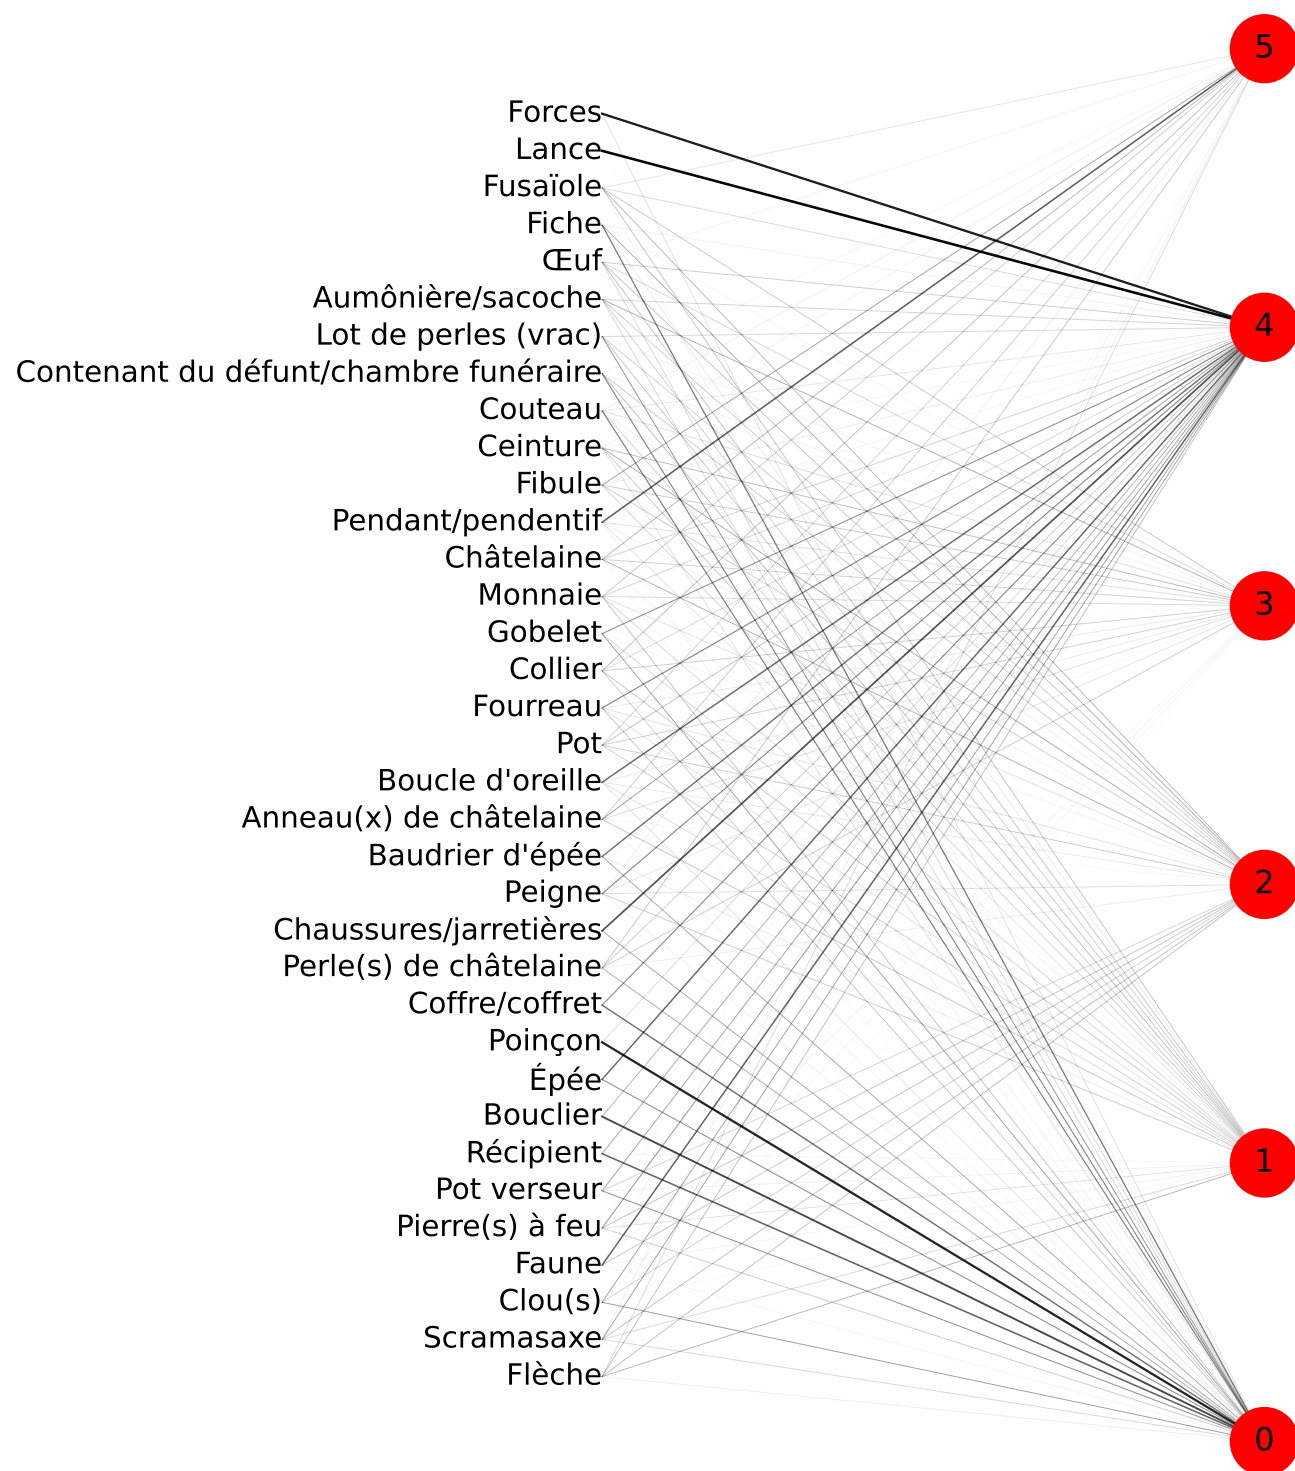 5
Forces
Lance
Fusaïole
Fiche
Œuf
Aumônière/sacoche
4
Lot de perles (vrac)
Contenant du défunt/chambre funéraire
Couteau
Ceinture
Fibule
Pendant/pendentif
Châtelaine
Monnaie
3
Gobelet
Collier
Fourreau
Pot
Boucle d'oreille
Anneau(x) de châtelaine
Baudrier d'épée
2
Peigne
Chaussures/jarretières
Perle(s) de châtelaine
Coffre/coffret
Poinçon
Épée
Bouclier
Récipient
1
Pot verseur
Pierre(s) à feu
Faune
Clou(s)
Scramasaxe
Flèche
0